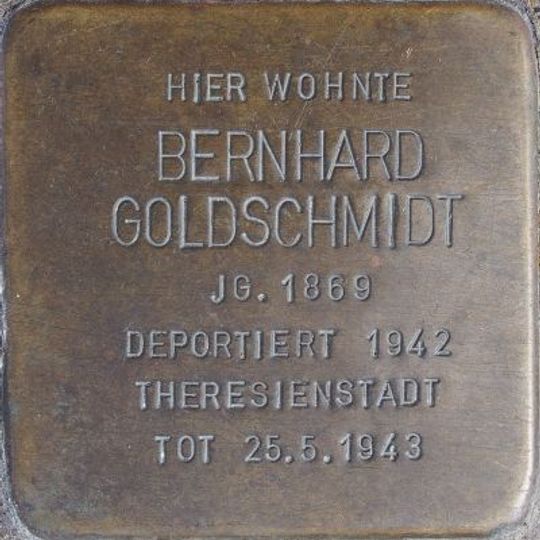 HIER WOHNTE
BERNHARD
GOLDSCHMIDT
JG. 1869
DEPORTIERT 1942
THERESIENSTADT
TOT 25.5.1943